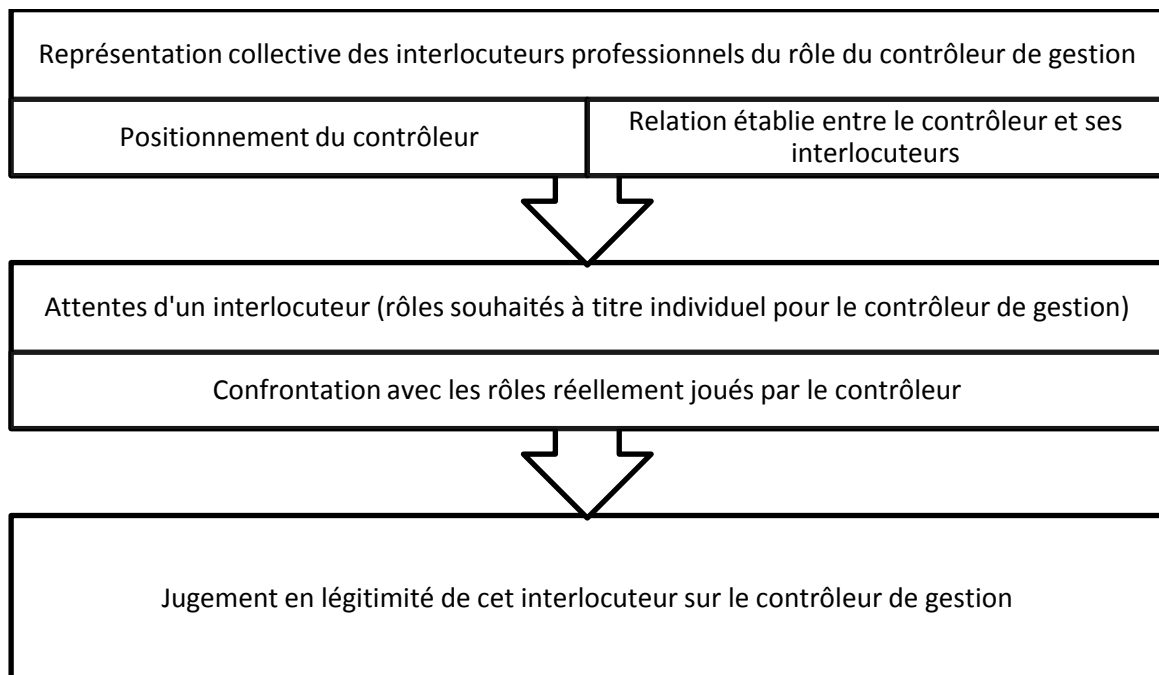 Représentation collective des interlocuteurs professionnels du rôle du contrôleur de gestion
Positionnement du contrôleur
Relation établie entre le contrôleur et ses
interlocuteurs
Attentes d'un interlocuteur (rôles souhaités à titre individuel pour le contrôleur de gestion)
Confrontation avec les rôles réellement joués par le contrôleur
Jugement en légitimité de cet interlocuteur sur le contrôleur de gestion